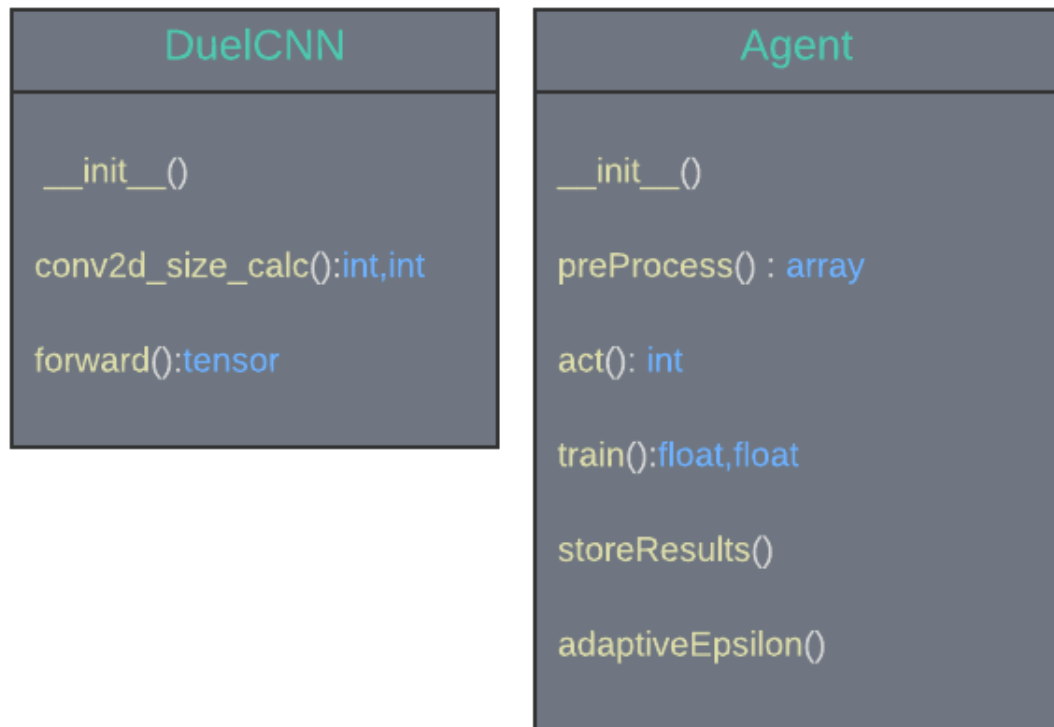 DuelCNN
__init__()
conv2d_size_calc():int,int
forward():tensor
Agent
__init__()
preProcess() : array
act(): int
train():float,float
storeResults()
adaptiveEpsilon()